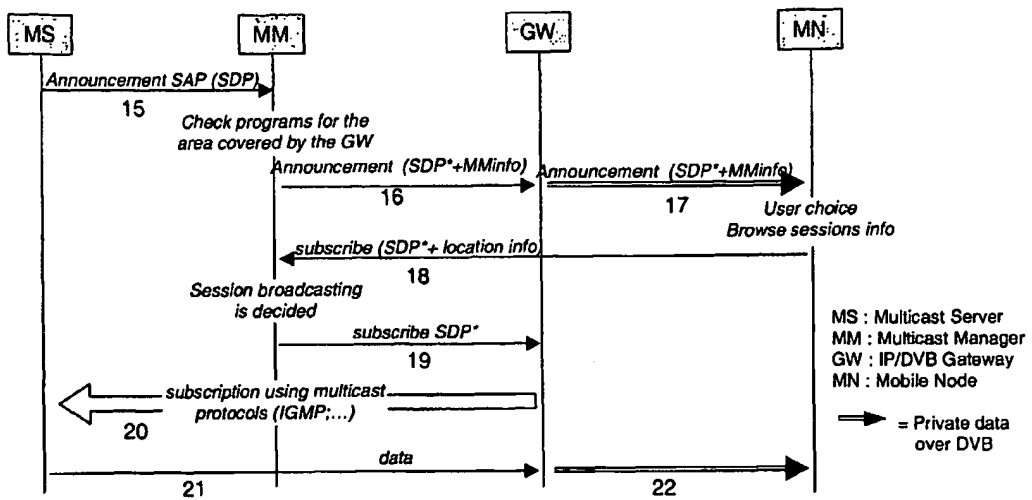 MS MM GW MN
Announcement SAP (SDP)
15
Check programs for the
area covered by the GW
Announcement (SDP*+MMinfo) Announcement (SDP*+MMinfo)
16 17
User choice
Browse sessions info
subscribe (SDP*+ location info)
18
Session broadcasting
is decided
subscribe SDP*
19
MS : Multicast Server
MM : Multicast Manager
GW : IP/DVB Gateway
MN : Mobile Node
subscription using multicast
protocols (IGMP;...)
20
= Private data
over DVB
data
21 22